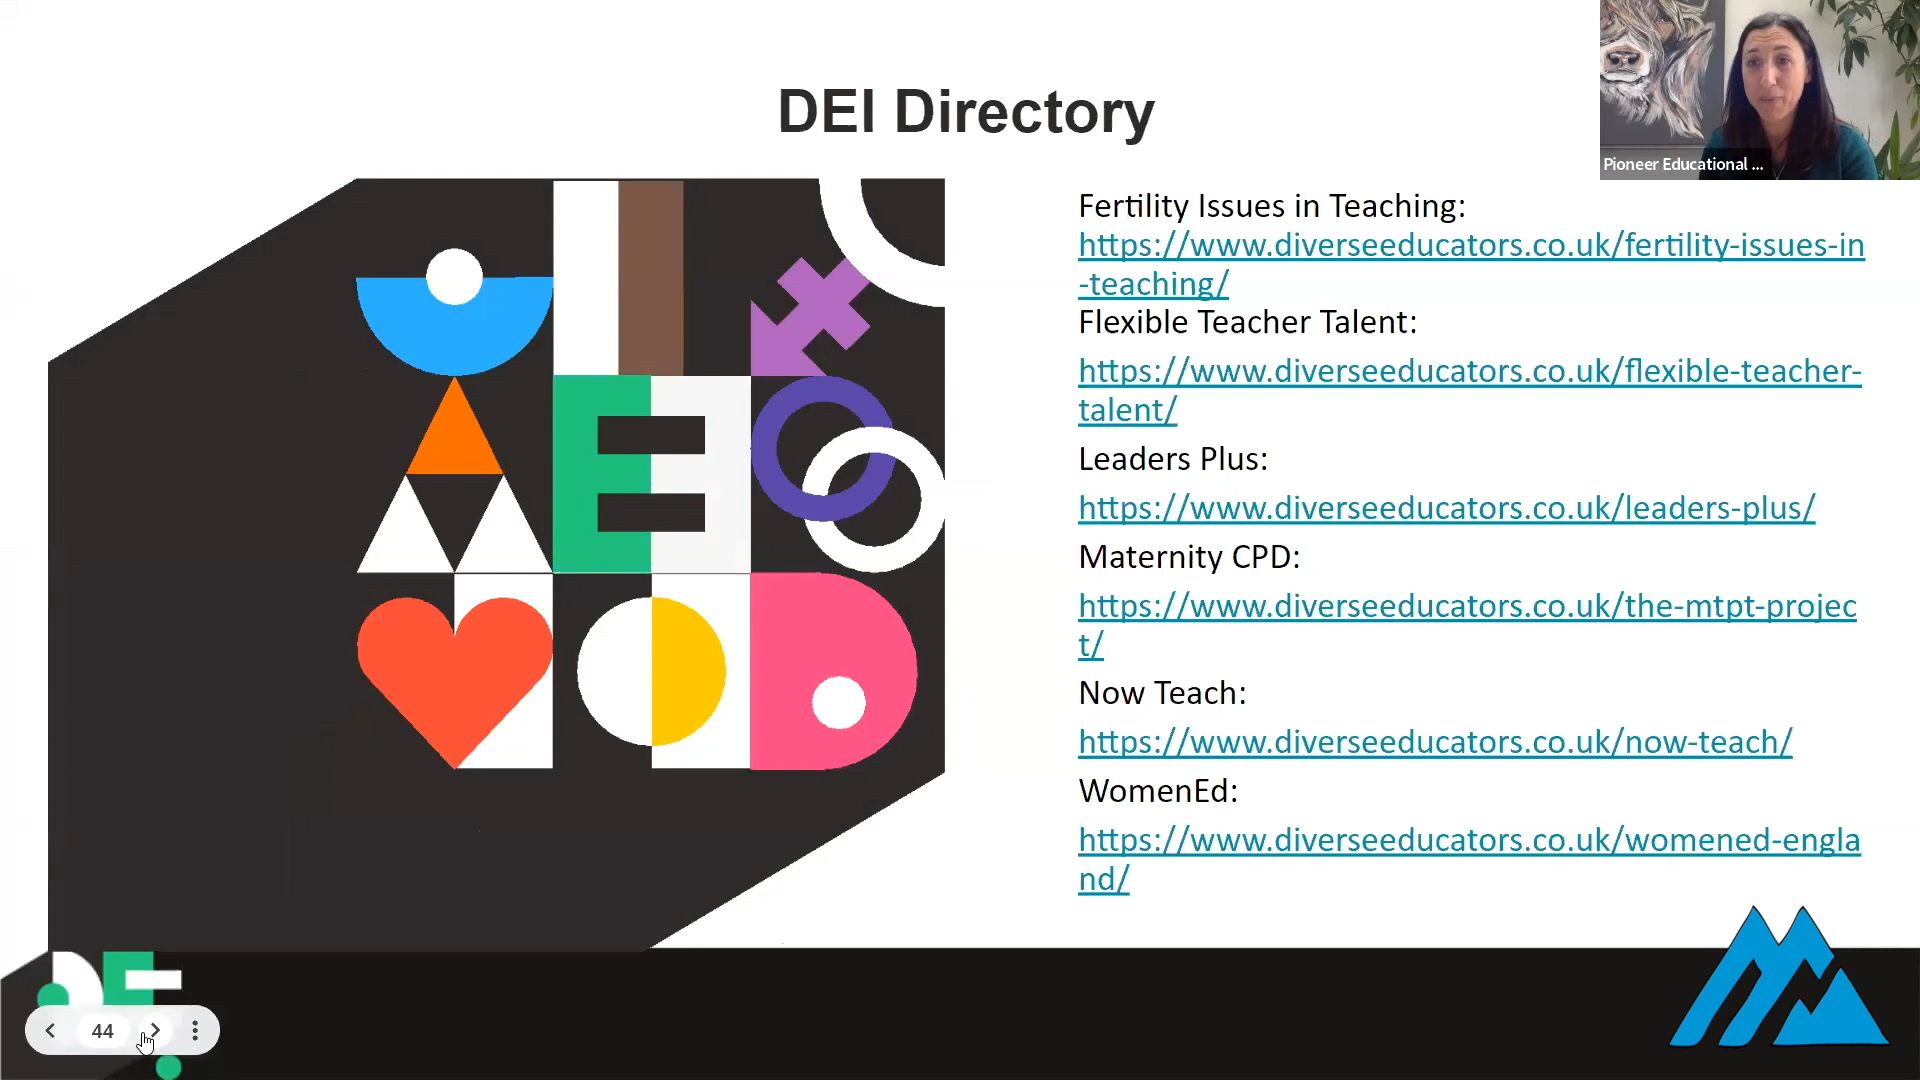 DEI Directory
Pioneer Educational ...
Fertility Issues in Teaching:
https://www.diverseeducators.co.uk/fertility-issues-in
-teaching/
Flexible Teacher Talent:
https://www.diverseeducators.co.uk/flexible-teacher-
talent/
Leaders Plus:
https://www.diverseeducators.co.uk/leaders-plus/
Maternity CPD:
https://www.diverseeducators.co.uk/the-mtpt-projec
t/
Now Teach:
https://www.diverseeducators.co.uk/now-teach/
WomenEd:
https://www.diverseeducators.co.uk/womened-engla
nd/
DE
44